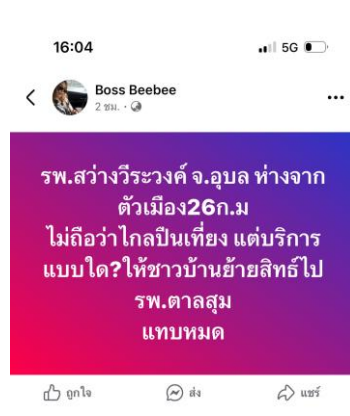 16:04
5G
Boss Beebee
2 ชม. ·
รพ.สว่างวีระวงค์ จ.อุบล ห่างจาก
ตัวเมือง26ก.ม
ไม่ถือว่าไกลปืนเที่ยง แต่บริการ
แบบใด?ให้ชาวบ้านย้ายสิทธ์ไป
รพ.ตาลสุม
แทบหมด
ถูกใจ ส่ง แชร์